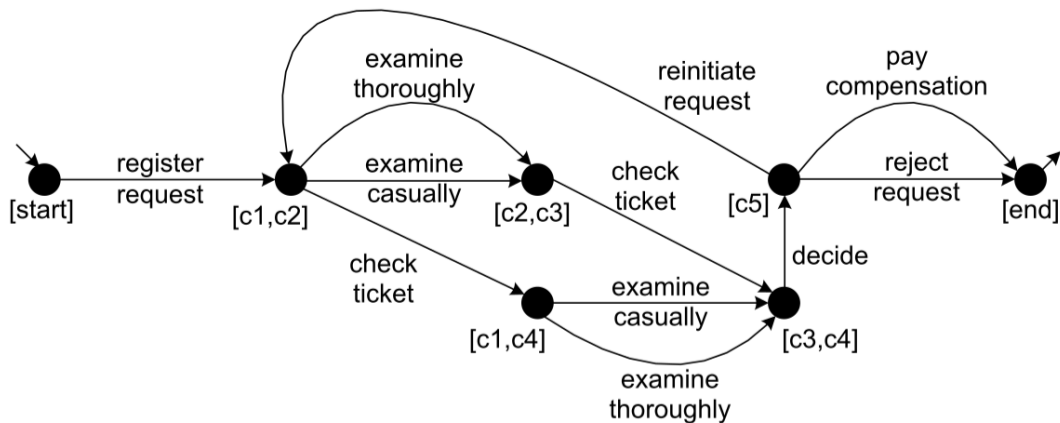 examine
thoroughly
reinitiate
request
pay
compensation
register
request
examine
casually
check
ticket
reject
request
[start]
[c1,c2]
[c2,c3]
[c5]
[end]
check
ticket
decide
examine
casually
[c1,c4]
[c3,c4]
examine
thoroughly